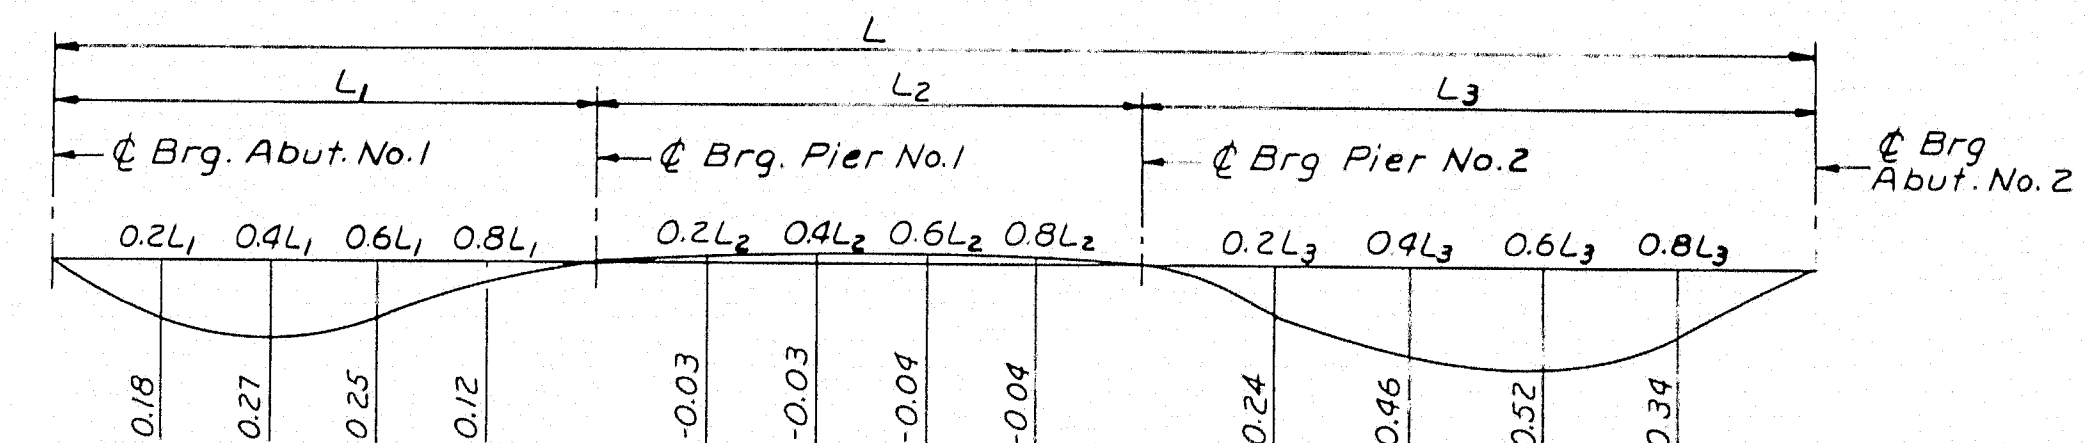 L
L₁ L₂ L₃
℄ Brg. Abut. No.1 ℄ Brg. Pier No.1 ℄ Brg Pier No.2 ℄ Brg
Abut. No. 2
0.2L₁ 0.4L₁ 0.6L₁ 0.8L₁ 0.2L₂ 0.4L₂ 0.6L₂ 0.8L₂ 0.2L₃ 0.4L₃ 0.6L₃ 0.8L₃
0.18 0.27 0.25 0.12 -0.03 -0.03 -0.04 -0.04 0.24 0.46 0.52 0.34